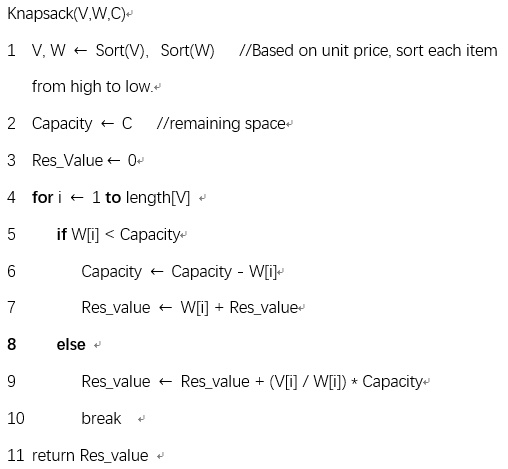 Knapsack(V,W,C)↵
1 V, W ← Sort(V), Sort(W) //Based on unit price, sort each item
from high to low.↵
2 Capacity ← C //remaining space↵
3 Res_Value← 0↵
4 for i ← 1 to length[V] ↵
5 if W[i] < Capacity↵
6 Capacity ← Capacity - W[i]↵
7 Res_value ← W[i] + Res_value↵
8 else ↵
9 Res_value ← Res_value + (V[i] / W[i]) * Capacity↵
10 break ↵
11 return Res_value ↵